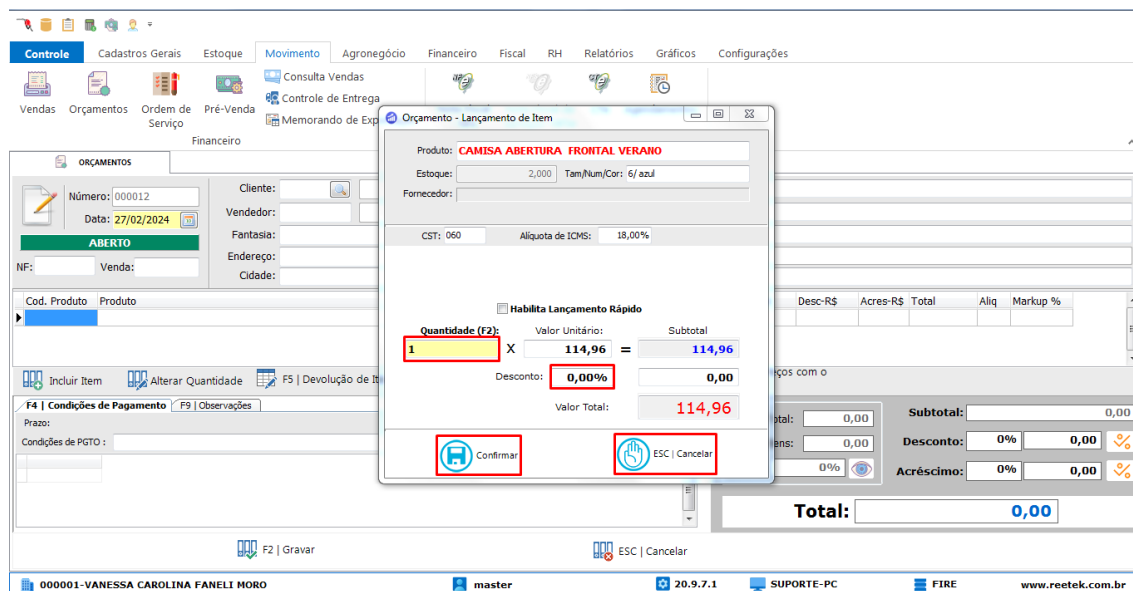 Controle Cadastros Gerais Estoque Movimento Agronegócio Financeiro Fiscal RH Relatórios Gráficos Configurações
Consulta Vendas
Controle de Entrega
Vendas Orçamentos Ordem de Serviço Pré-Venda
Memorando de Exp
Financeiro
ORÇAMENTOS
Número: 000012
Data: 27/02/2024
ABERTO
NF: Venda:
Cliente:
Vendedor:
Fantasia:
Endereço:
Cidade:
Cod. Produto Produto Desc-R$ Acres-R$ Total Aliq Markup %
Orçamento - Lançamento de Item
Produto: CAMISA ABERTURA FRONTAL VERANO
Estoque: 2,000 Tam/Num/Cor: 6/ azul
Fornecedor:
CST: 060 Alíquota de ICMS: 18,00%
Habilita Lançamento Rápido
Quantidade (F2): Valor Unitário: Subtotal
1 X 114,96 = 114,96
Desconto: 0,00% 0,00
Valor Total: 114,96
Confirmar ESC | Cancelar
Incluir Item Alterar Quantidade F5 | Devolução de It
ços com o
F4 | Condições de Pagamento F9 | Observações
Prazo:
Condições de PGTO :
otal: 0,00 Subtotal: 0,00
ens: 0,00 Desconto: 0% 0,00
0% Acréscimo: 0% 0,00
Total: 0,00
F2 | Gravar ESC | Cancelar
000001-VANESSA CAROLINA FANELI MORO master 20.9.7.1 SUPORTE-PC FIRE www.reetek.com.br